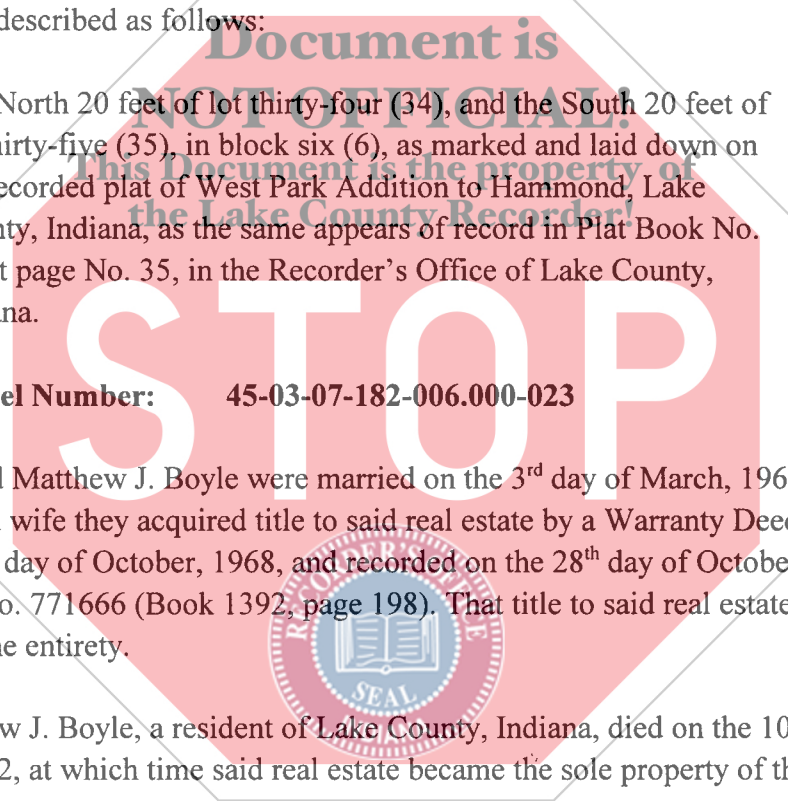 described as follows:
Document is
NOT OFFICIAL!
North 20 feet of lot thirty-four (34), and the South 20 feet of
hirty-five (35), in block six (6), as marked and laid down on
This Document is the property of
ecorded plat of West Park Addition to Hammond, Lake
the Lake County Recorder!
nty, Indiana, as the same appears of record in Plat Book No.
t page No. 35, in the Recorder's Office of Lake County,
ana.
STOP
el Number: 45-03-07-182-006.000-023
d Matthew J. Boyle were married on the 3rd day of March, 196
wife they acquired title to said real estate by a Warranty Deed
day of October, 1968, and recorded on the 28th day of Octobe
o. 771666 (Book 1392, page 198). That title to said real estate
ne entirety.
SEAL
w J. Boyle, a resident of Lake County, Indiana, died on the 10
2, at which time said real estate became the sole property of th